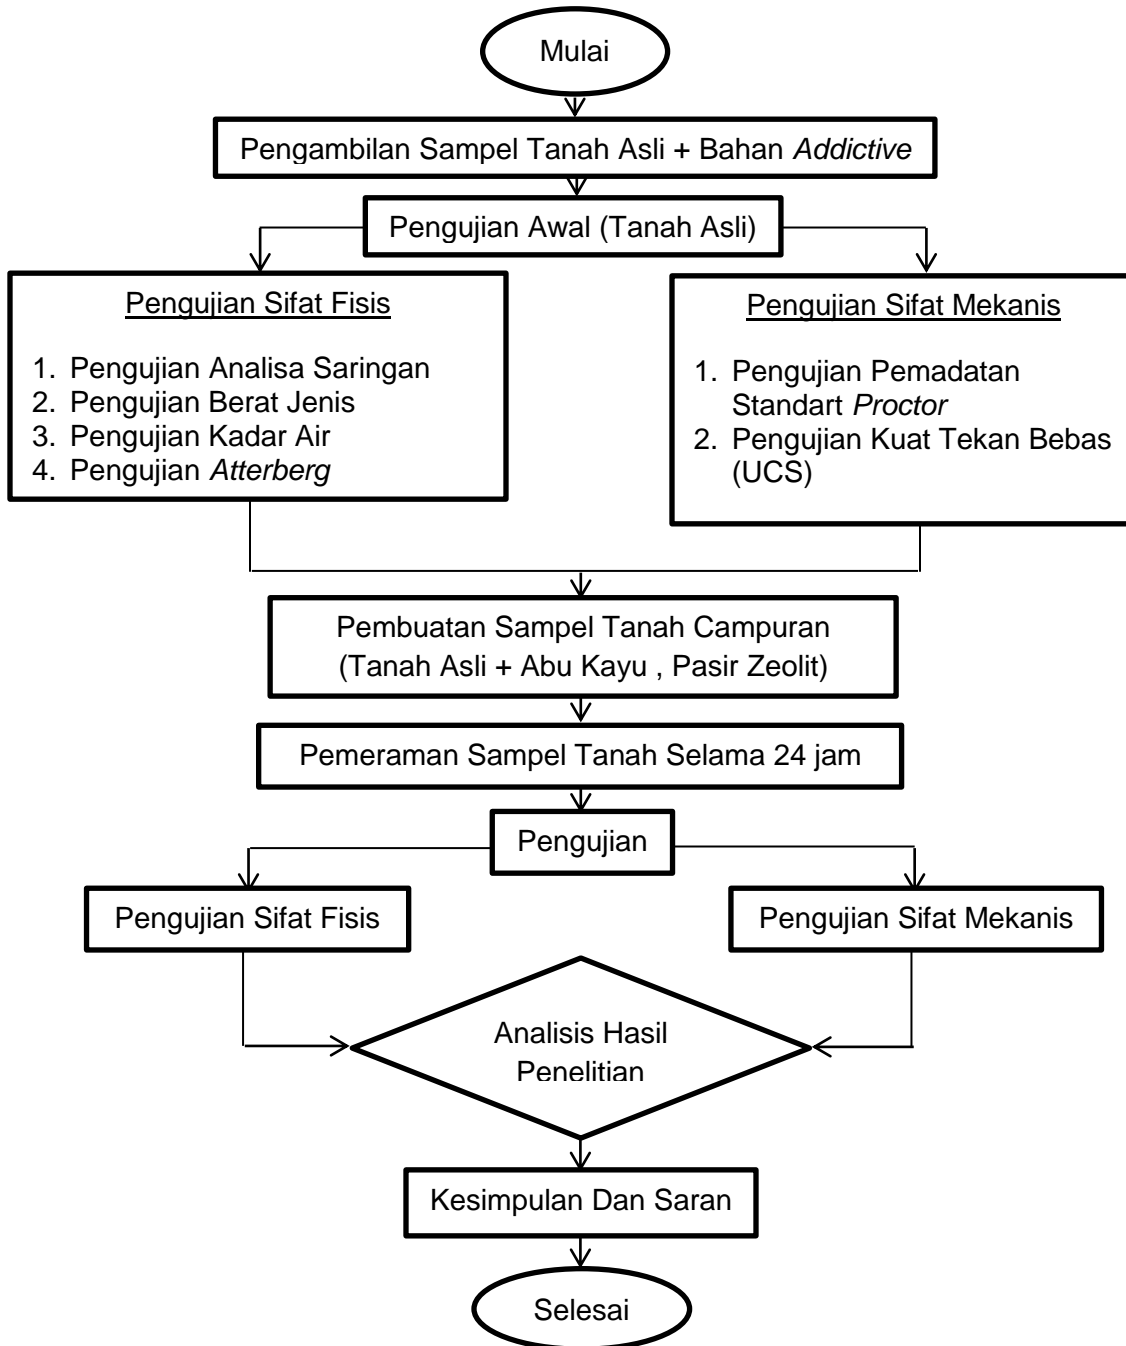 Mulai
Pengambilan Sampel Tanah Asli + Bahan Addictive
Pengujian Awal (Tanah Asli)
Pengujian Sifat Fisis
1. Pengujian Analisa Saringan
2. Pengujian Berat Jenis
3. Pengujian Kadar Air
4. Pengujian Atterberg
Pengujian Sifat Mekanis
1. Pengujian Pemadatan
Standart Proctor
2. Pengujian Kuat Tekan Bebas
(UCS)
Pembuatan Sampel Tanah Campuran
(Tanah Asli + Abu Kayu , Pasir Zeolit)
Pemeraman Sampel Tanah Selama 24 jam
Pengujian
Pengujian Sifat Fisis
Pengujian Sifat Mekanis
Analisis Hasil
Penelitian
Kesimpulan Dan Saran
Selesai